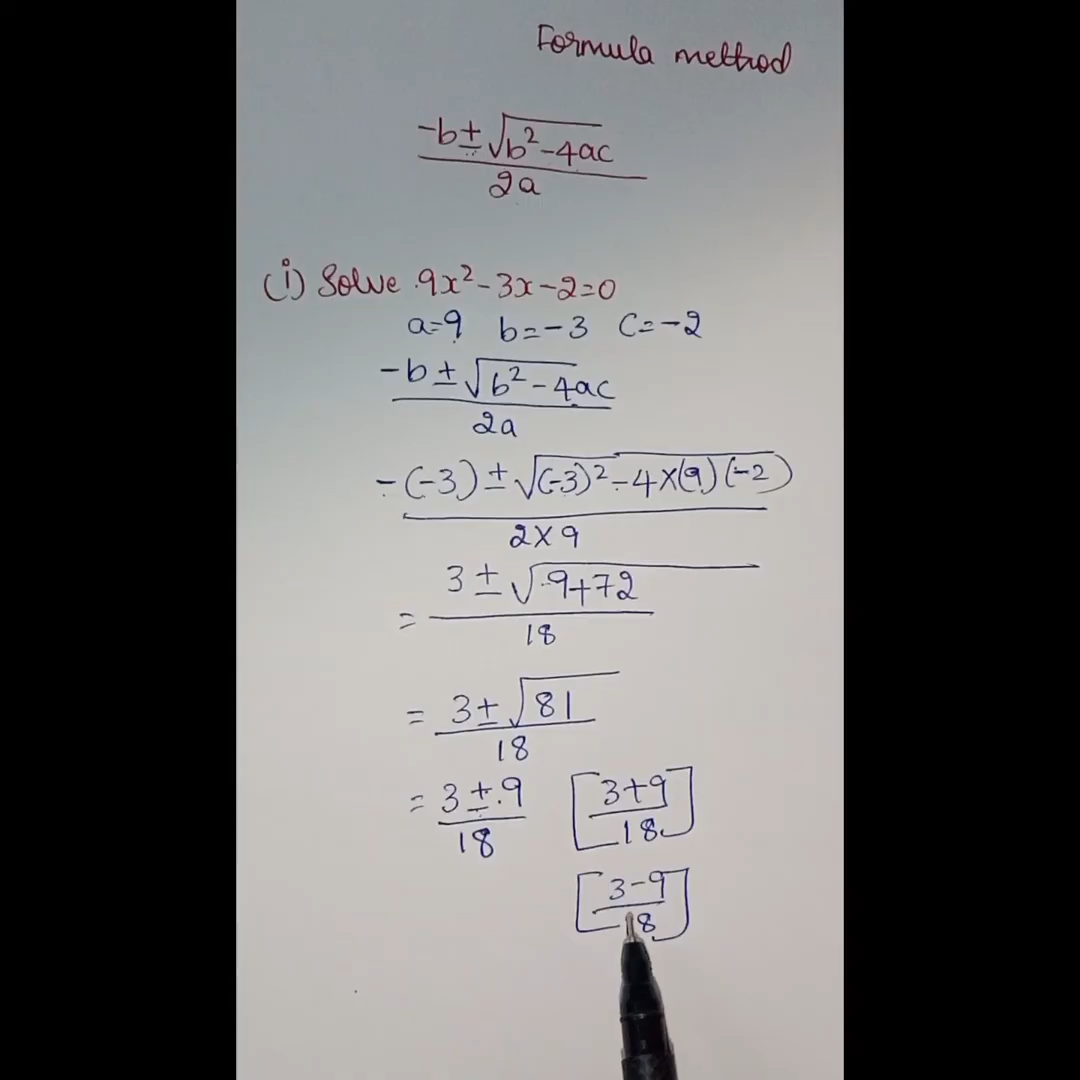 Formula method
-b±√b²-4ac
2a
(i) Solve 9x²-3x-2=0
a=9 b=-3 c=-2
-b±√b²-4ac
2a
-(-3)±√(-3)²-4×(9)(-2)
2×9
3±√9+72
=
18
= 3±√81
18
= 3±9 [3+9]
18 18
[3-9]
18